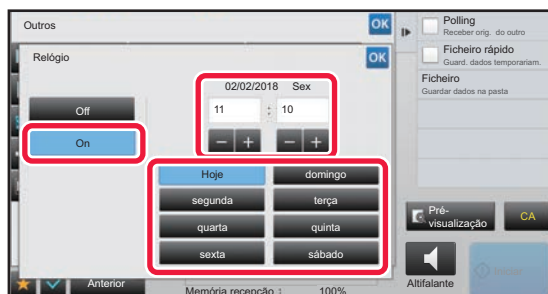 Outros
OK
Relógio
OK
Off
On
02/02/2018 Sex
11 : 10
Hoje
domingo
segunda
terça
quarta
quinta
sexta
sábado
Anterior
Memória recepção : 100%
Polling
Receber orig. do outro
Ficheiro rápido
Guard. dados temporariam.
Ficheiro
Guardar dados na pasta
Pré-
visualização
CA
Altifalante